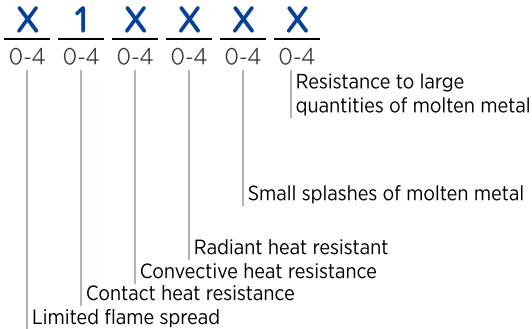 X 1 X X X X
0-4 0-4 0-4 0-4 0-4 0-4
Resistance to large
quantities of molten metal
Small splashes of molten metal
Radiant heat resistant
Convective heat resistance
Contact heat resistance
Limited flame spread